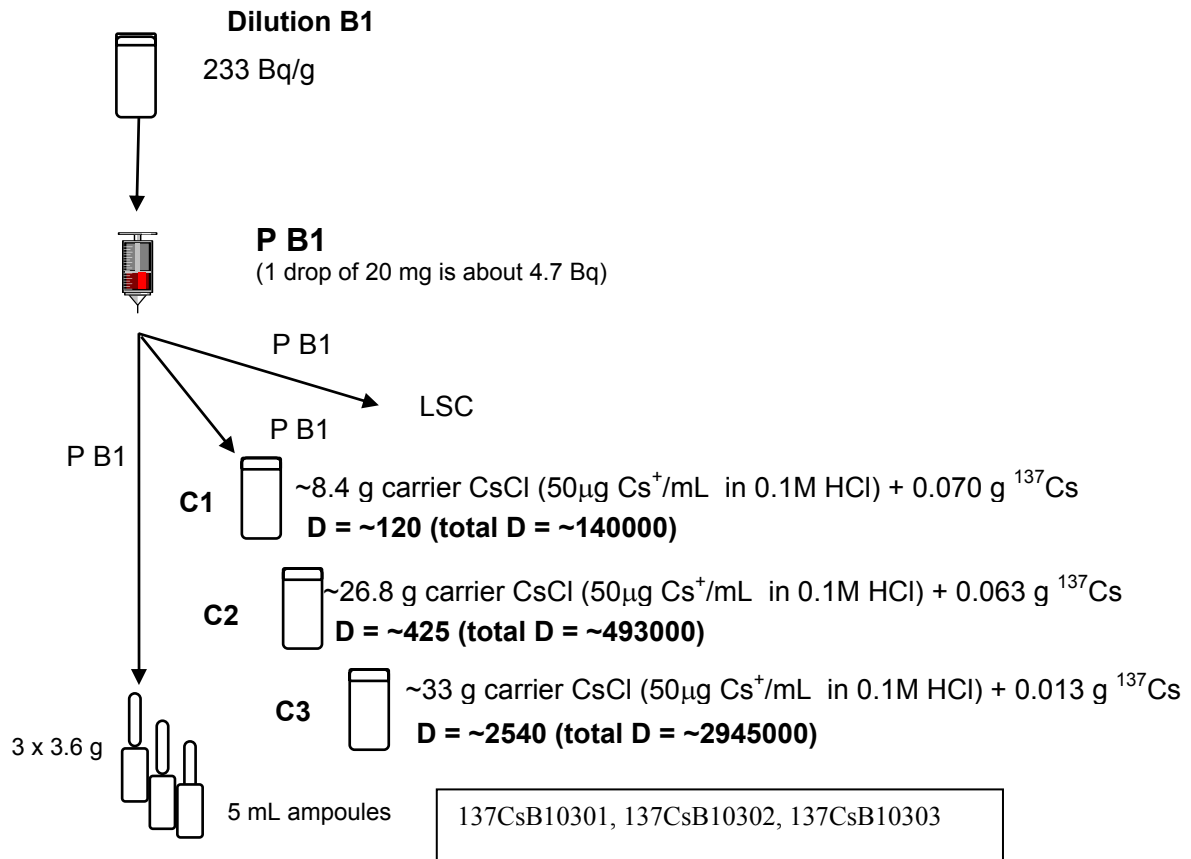 Dilution B1
233 Bq/g
P B1
(1 drop of 20 mg is about 4.7 Bq)
P B1
LSC
P B1
P B1
C1
~8.4 g carrier CsCl (50μg Cs⁺/mL in 0.1M HCl) + 0.070 g ¹³⁷Cs
D = ~120 (total D = ~140000)
C2
~26.8 g carrier CsCl (50μg Cs⁺/mL in 0.1M HCl) + 0.063 g ¹³⁷Cs
D = ~425 (total D = ~493000)
C3
~33 g carrier CsCl (50μg Cs⁺/mL in 0.1M HCl) + 0.013 g ¹³⁷Cs
D = ~2540 (total D = ~2945000)
3 x 3.6 g
5 mL ampoules
137CsB10301, 137CsB10302, 137CsB10303